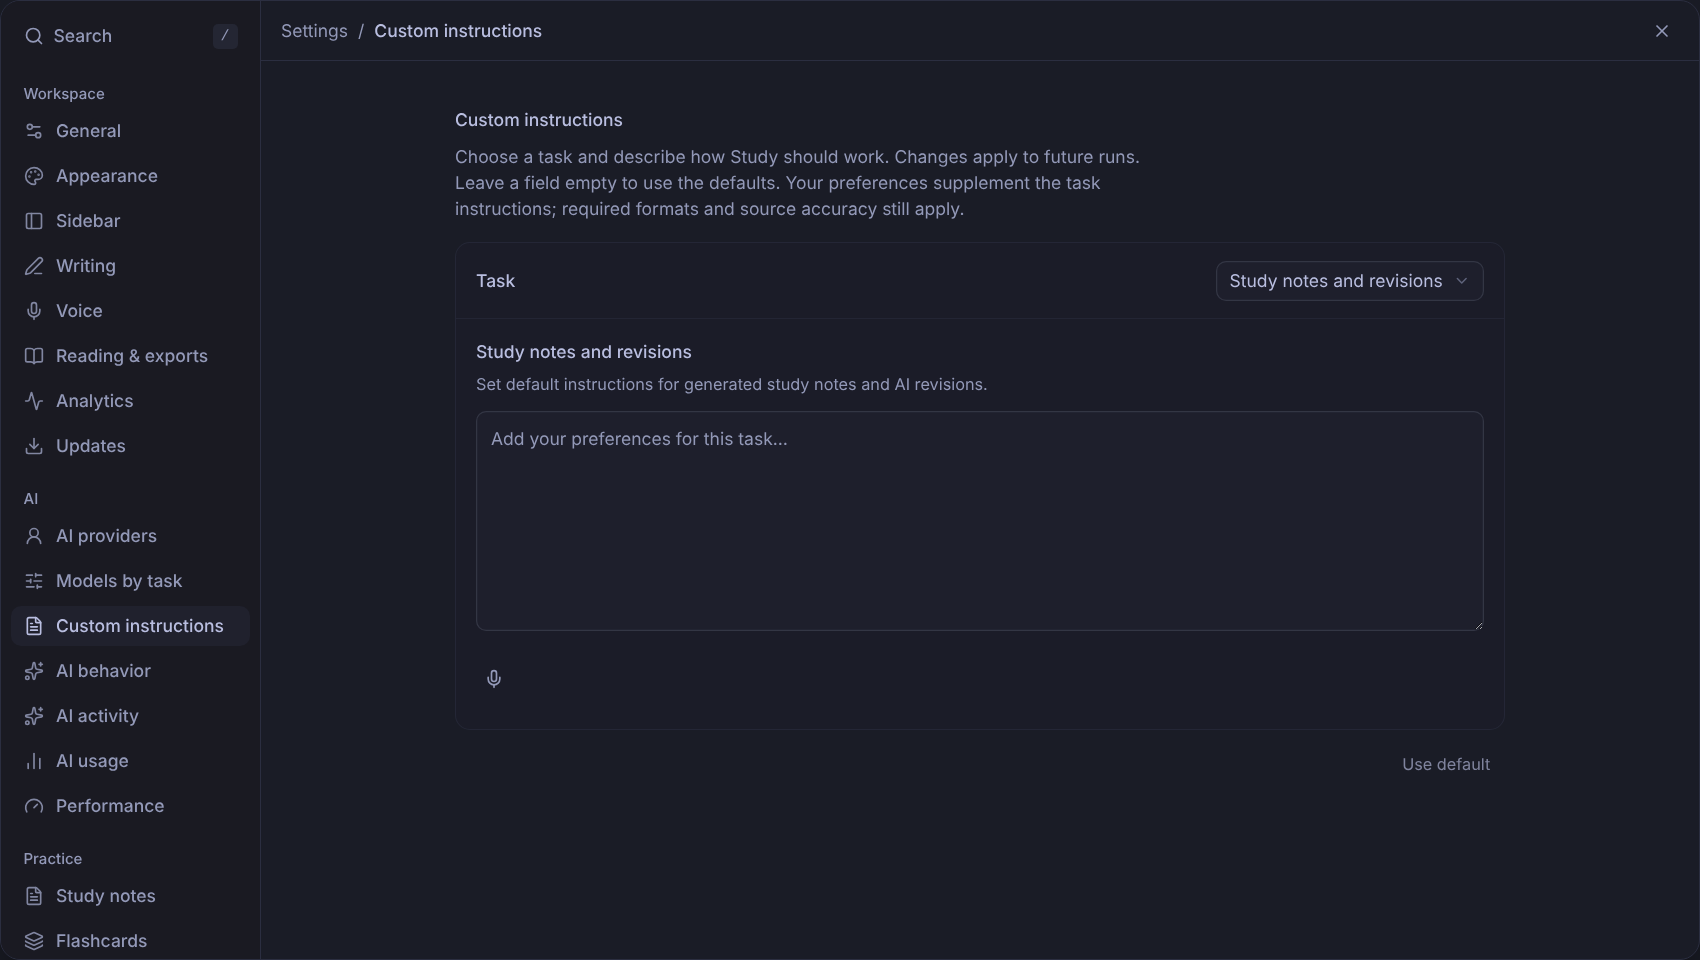 Search
/
Workspace
General
Appearance
Sidebar
Writing
Voice
Reading & exports
Analytics
Updates
AI
AI providers
Models by task
Custom instructions
AI behavior
AI activity
AI usage
Performance
Practice
Study notes
Flashcards
Settings / Custom instructions
Custom instructions
Choose a task and describe how Study should work. Changes apply to future runs.
Leave a field empty to use the defaults. Your preferences supplement the task
instructions; required formats and source accuracy still apply.
Task
Study notes and revisions
Study notes and revisions
Set default instructions for generated study notes and AI revisions.
Add your preferences for this task...
Use default